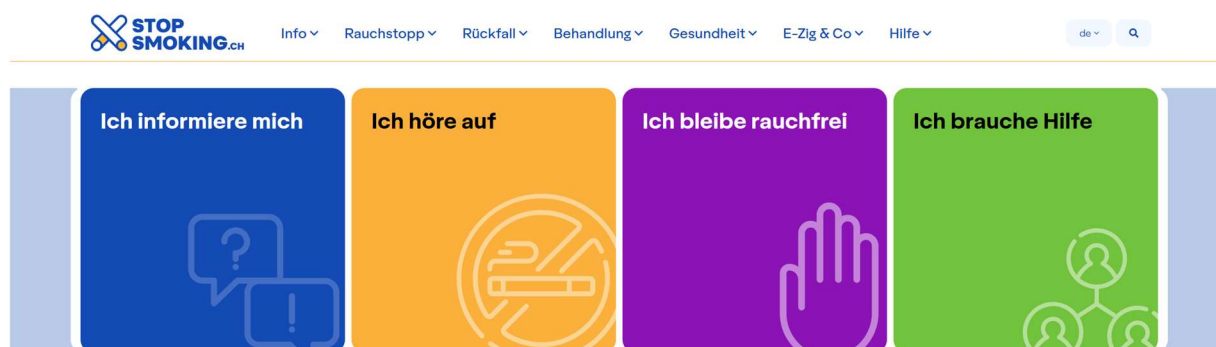 STOP
SMOKING.CH
Info Rauchstopp Rückfall Behandlung Gesundheit E-Zig & Co Hilfe de
Ich informiere mich
Ich höre auf
Ich bleibe rauchfrei
Ich brauche Hilfe
? !